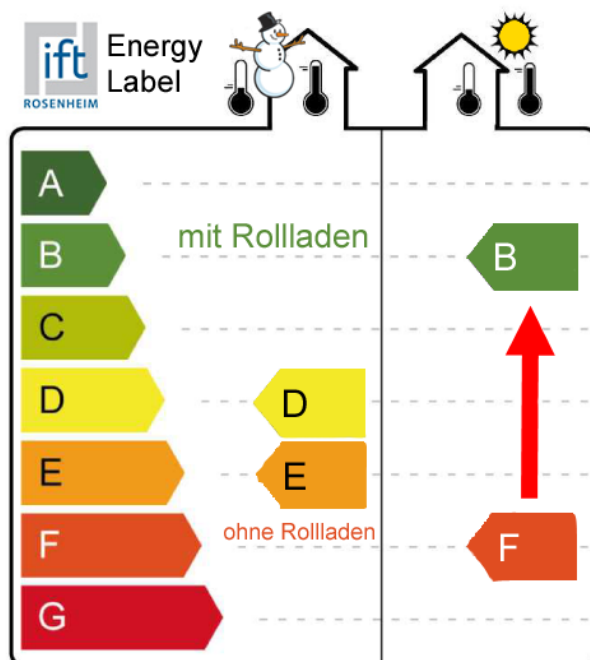 ift
ROSENHEIM
Energy
Label
A
mit Rollladen
B
B
C
D
D
E
E
ohne Rollladen
F
F
G